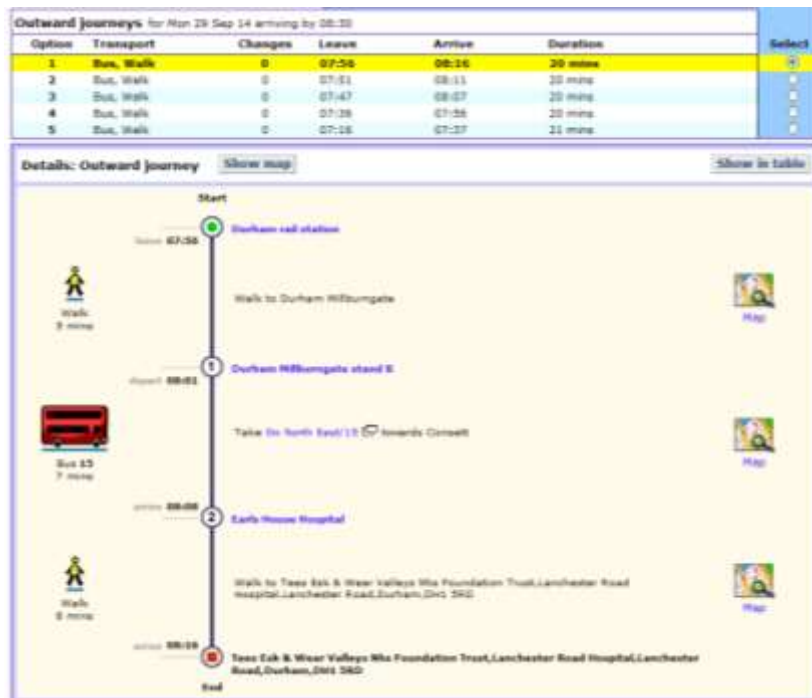 Outward journeys for Mon 29 Sep 14 arriving by 08:30
Option Transport Changes Leave Arrive Duration Select
1 Bus, Walk 0 07:56 08:16 20 mins
2 Bus, Walk 0 07:51 08:11 20 mins
3 Bus, Walk 0 07:47 08:07 20 mins
4 Bus, Walk 0 07:36 07:56 20 mins
5 Bus, Walk 0 07:16 07:37 21 mins
Details: Outward journey Show map Show in table
Start
leave 07:56 Durham rail station
Walk
mins
Walk to Durham Millburngate
Map
1
depart 08:01 Durham Millburngate stand
Bus 15
7 mins
Take Go North East/15 towards Consett
Map
2
arrive 08:08 Earls House Hospital
Walk
8 mins
Walk to Tees Esk & Wear Valleys Nhs Foundation Trust,Lanchester Road
Hospital,Lanchester Road,Durham,DH1 5RD
Map
arrive 08:16 Tees Esk & Wear Valleys Nhs Foundation Trust,Lanchester Road Hospital,Lanchester
Road,Durham,DH1 5RD
End